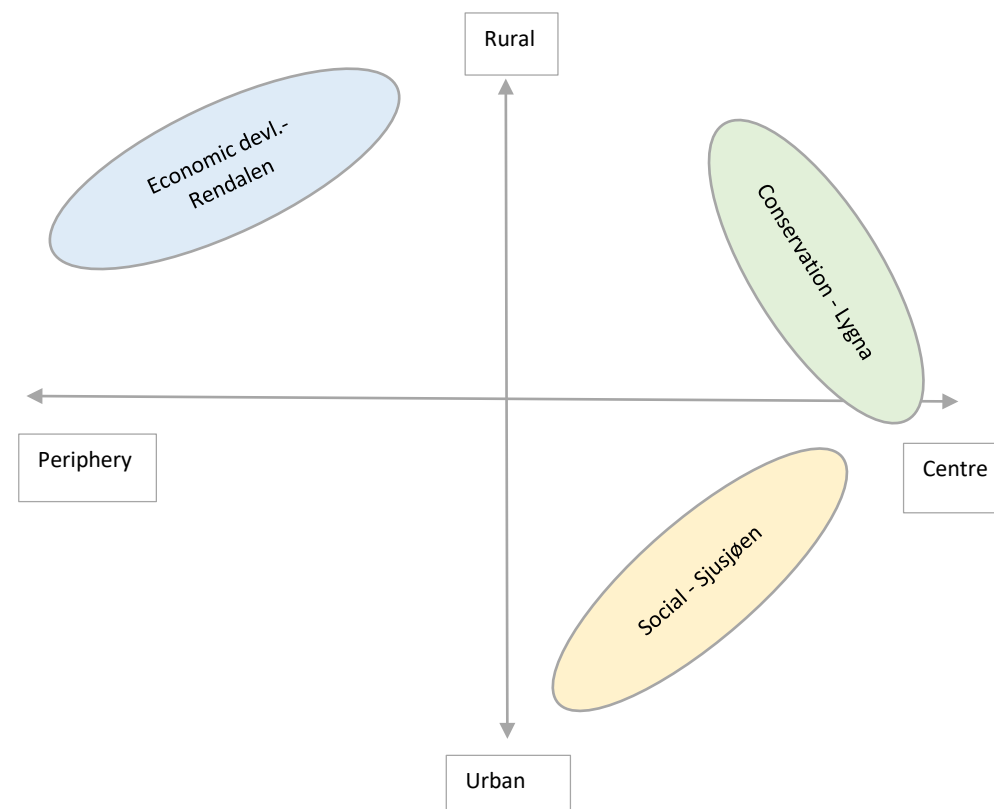 Rural
Economic devl.-
Rendalen
Conservation - Lygna
Periphery
Centre
Social - Sjusjøen
Urban